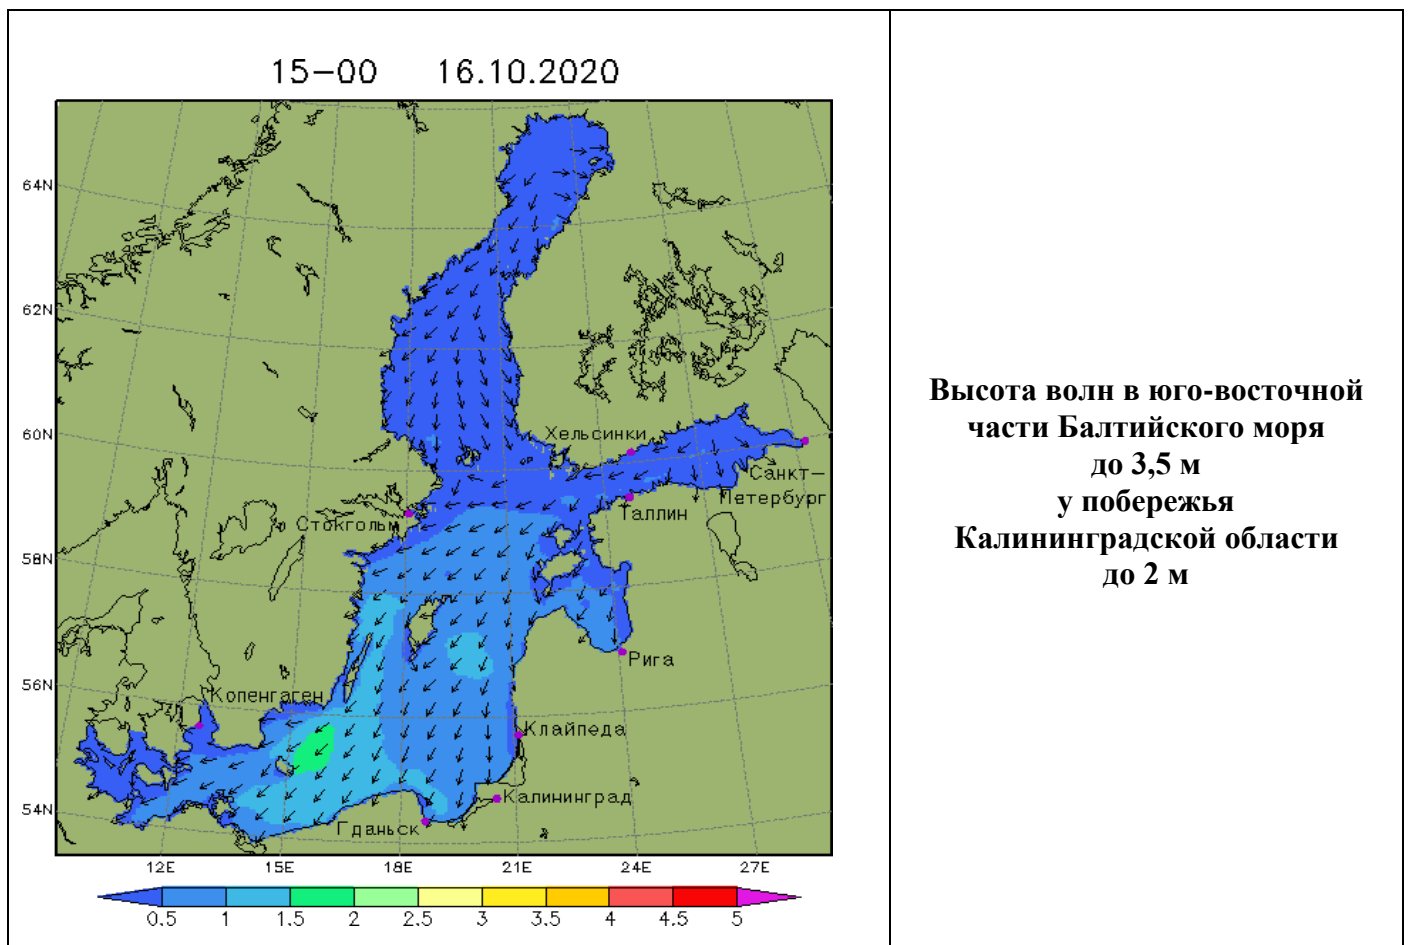 15-00 16.10.2020
64N
62N
60N
58N
56N
54N
Хельсинки
Санкт-
Петербург
Таллин
Стокгольм
Рига
Копенгаген
Клайпеда
Калининград
Гданьск
12E 15E 18E 21E 24E 27E
0.5 1 1.5 2 2.5 3 3.5 4 4.5 5
Высота волн в юго-восточной
части Балтийского моря
до 3,5 м
у побережья
Калининградской области
до 2 м